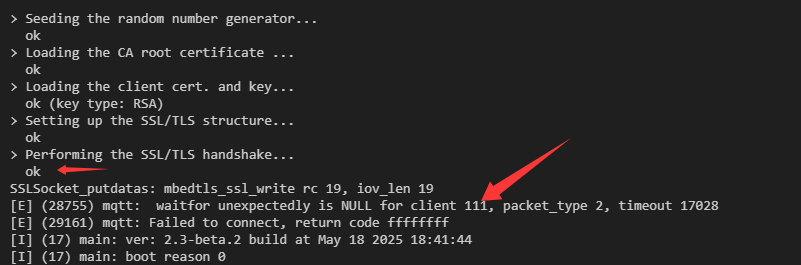 > Seeding the random number generator...
ok
> Loading the CA root certificate ...
ok
> Loading the client cert. and key...
ok (key type: RSA)
> Setting up the SSL/TLS structure...
ok
> Performing the SSL/TLS handshake...
ok
SSLSocket_putdatas: mbedtls_ssl_write rc 19, iov_len 19
[E] (28755) mqtt:  waitfor unexpectedly is NULL for client 111, packet_type 2, timeout 17028
[E] (29161) mqtt: Failed to connect, return code ffffffff
[I] (17) main: ver: 2.3-beta.2 build at May 18 2025 18:41:44
[I] (17) main: boot reason 0